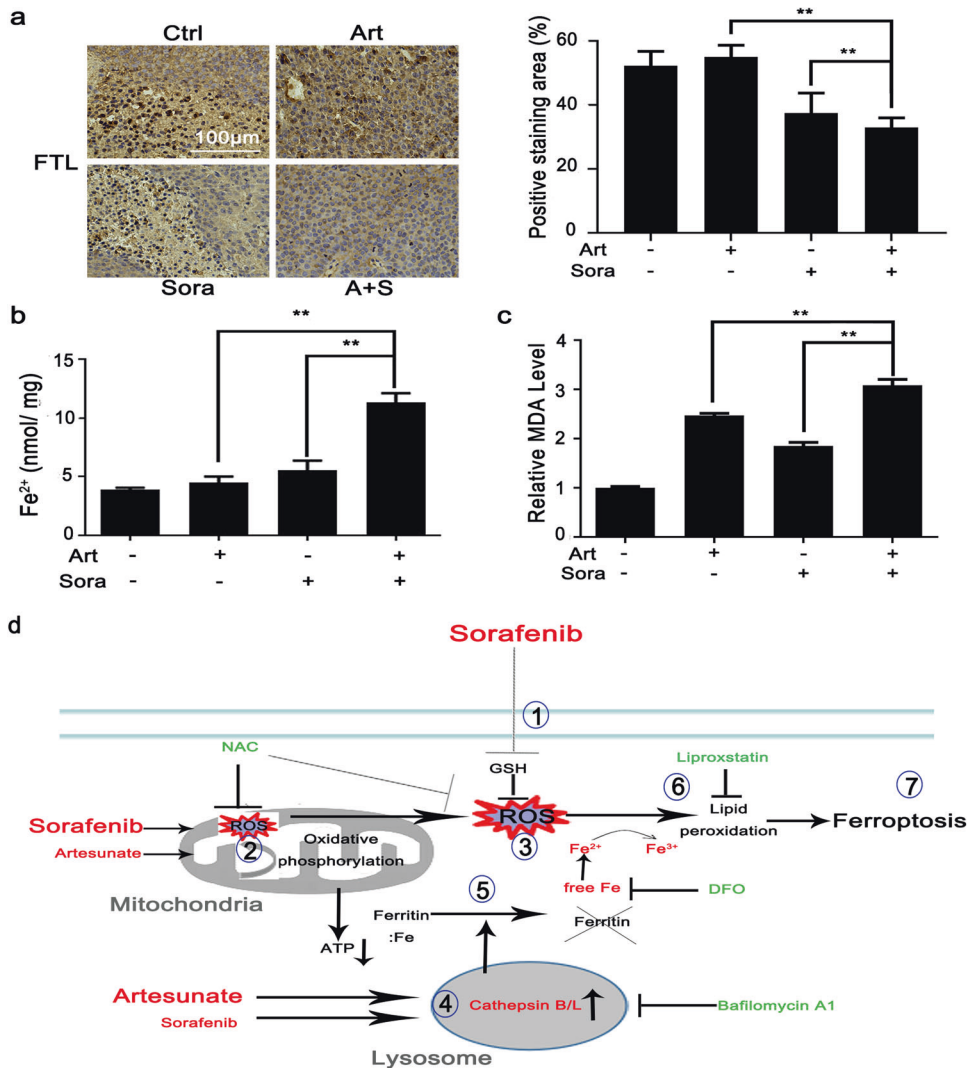 a
Ctrl
Art
FTL
100μm
Sora
A+S
Positive staining area (%)
60
40
20
0
**
**
Art - + - +
Sora - - + +
b
Fe²⁺ (nmol/ mg)
15
10
5
0
**
**
Art - + - +
Sora - - + +
c
Relative MDA Level
4
3
2
1
0
**
**
Art - + - +
Sora - - + +
d
Sorafenib
1
NAC
GSH
Liproxstatin
6
7
Sorafenib
Artesunate
ROS
2
Oxidative
phosphorylation
ROS
3
Lipid
peroxidation
Ferroptosis
Fe²⁺
Fe³⁺
Mitochondria
5
free Fe
DFO
Ferritin
:Fe
Ferritin
ATP
Artesunate
Sorafenib
4
Cathepsin B/L
Bafilomycin A1
Lysosome